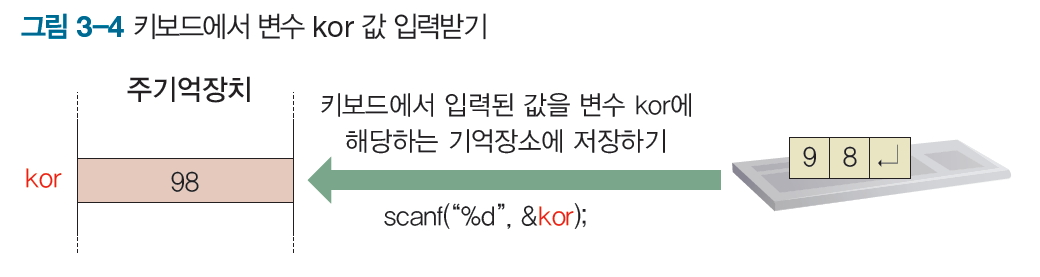 그림 3-4 키보드에서 변수 kor 값 입력받기
주기억장치
키보드에서 입력된 값을 변수 kor에
해당하는 기억장소에 저장하기
kor
98
9 8 ↵
scanf(“%d”, &kor);